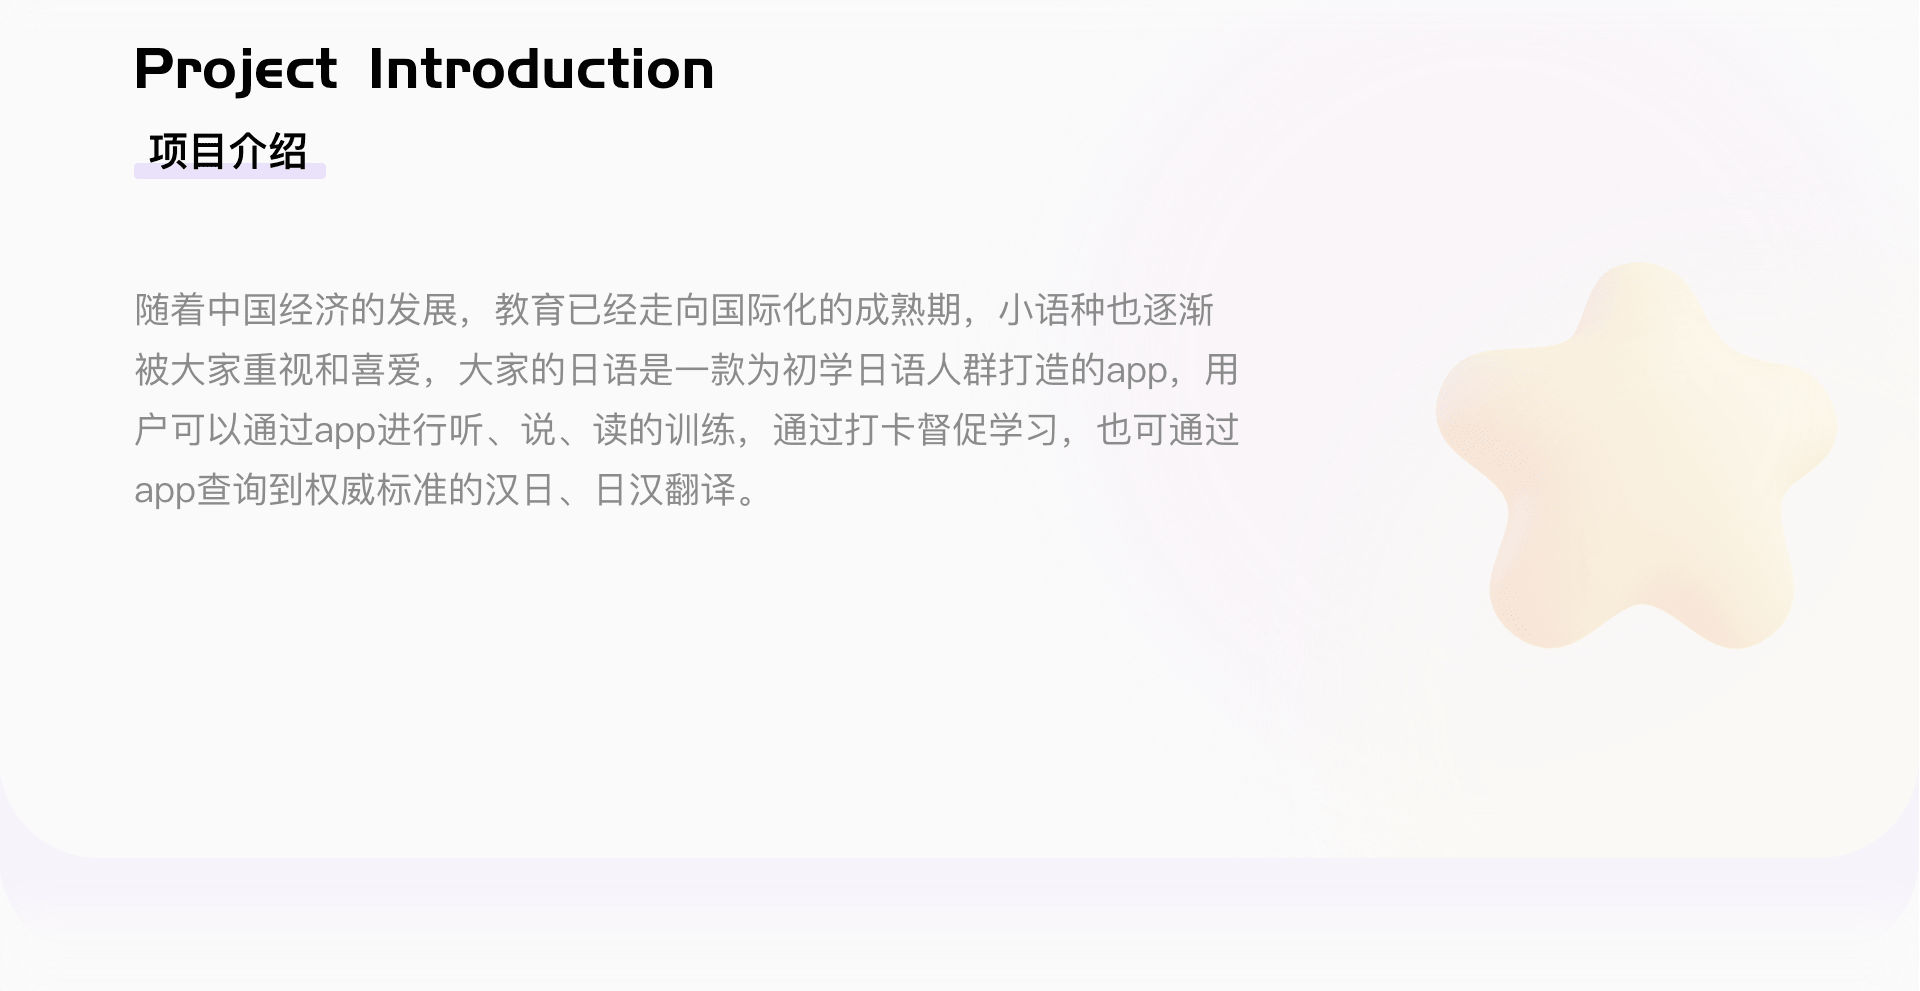 Project Introduction
项目介绍
随着中国经济的发展，教育已经走向国际化的成熟期，小语种也逐渐
被大家重视和喜爱，大家的日语是一款为初学日语人群打造的app，用
户可以通过app进行听、说、读的训练，通过打卡督促学习，也可通过
app查询到权威标准的汉日、日汉翻译。